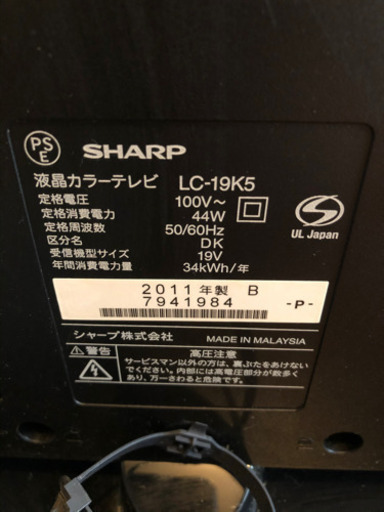 PS
E
SHARP
液晶カラーテレビ LC-19K5
定格電圧 100V～
定格消費電力 44W
定格周波数 50/60Hz
区分名 DK
受信機型サイズ 19V
年間消費電力量 34kWh/年
UL Japan
2011年製 B
7941984
-P-
シャープ株式会社 MADE IN MALAYSIA
警告 高圧注意
サービスマン以外の方は、裏ぶたをあけないで
ください。内部には高電圧部分が数多く
あり、万一さわると危険です。